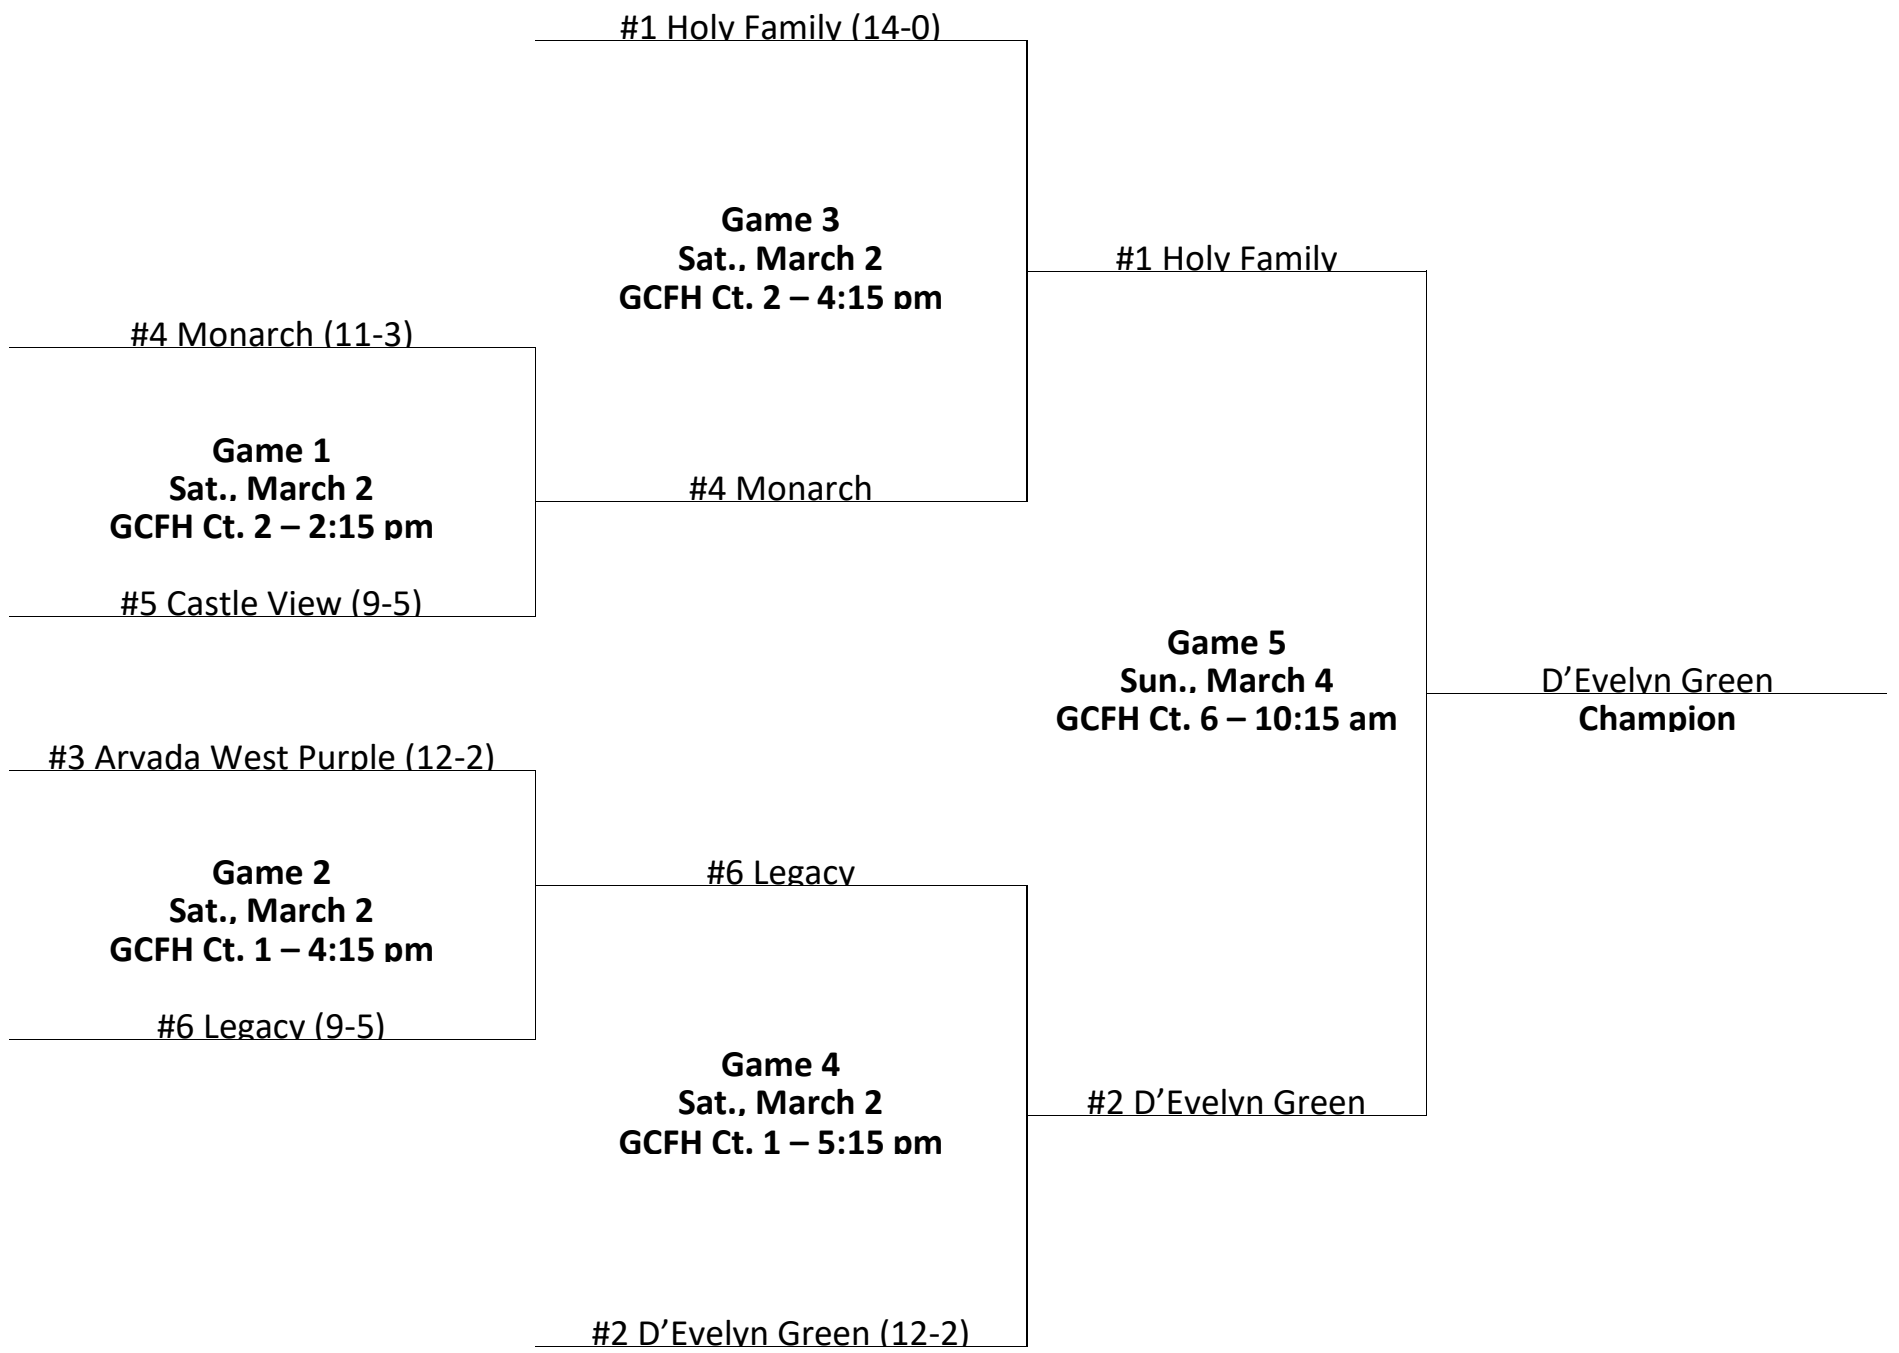 #1 Holy Family (14-0)
Game 3
Sat., March 2
GCFH Ct. 2 – 4:15 pm
#1 Holy Family
#4 Monarch (11-3)
Game 1
Sat., March 2
GCFH Ct. 2 – 2:15 pm
#4 Monarch
#5 Castle View (9-5)
Game 5
Sun., March 4
GCFH Ct. 6 – 10:15 am
D’Evelyn Green
Champion
#3 Arvada West Purple (12-2)
Game 2
Sat., March 2
GCFH Ct. 1 – 4:15 pm
#6 Legacy
#6 Legacy (9-5)
Game 4
Sat., March 2
GCFH Ct. 1 – 5:15 pm
#2 D’Evelyn Green
#2 D’Evelyn Green (12-2)